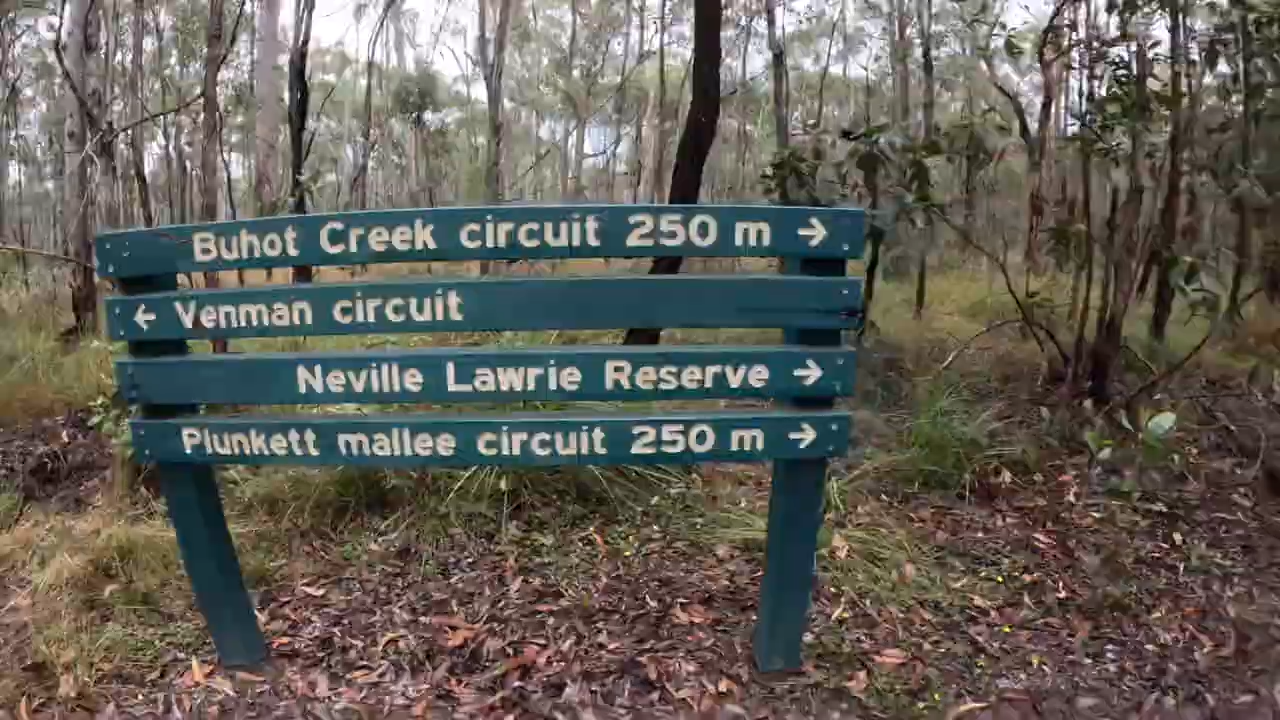 Buhot Creek circuit 250 m →
← Venman circuit
Neville Lawrie Reserve →
Plunkett mallee circuit 250 m →